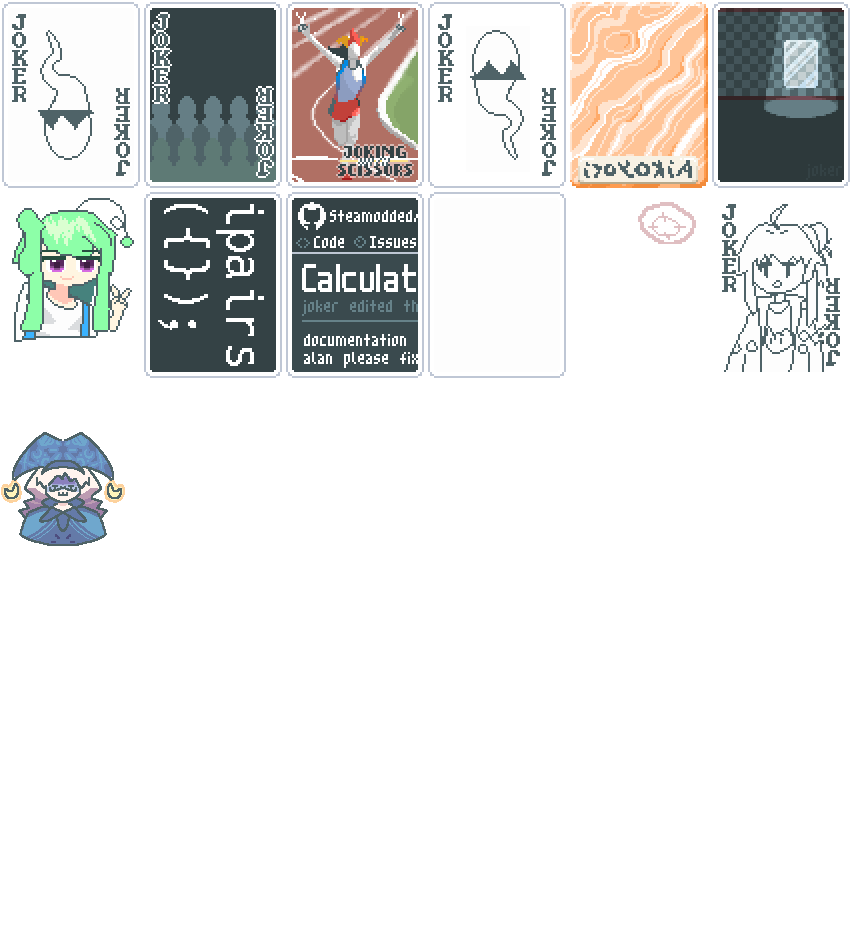 JOKER
JOKER
JOKER
JOKER
JOKING
SCISSORS
JOKER
JOKER
joker
ipairs
({});
Steamodded/
Code Issues
Calculat
joker edited th
documentation
alan please fix
JOKER
JOKER